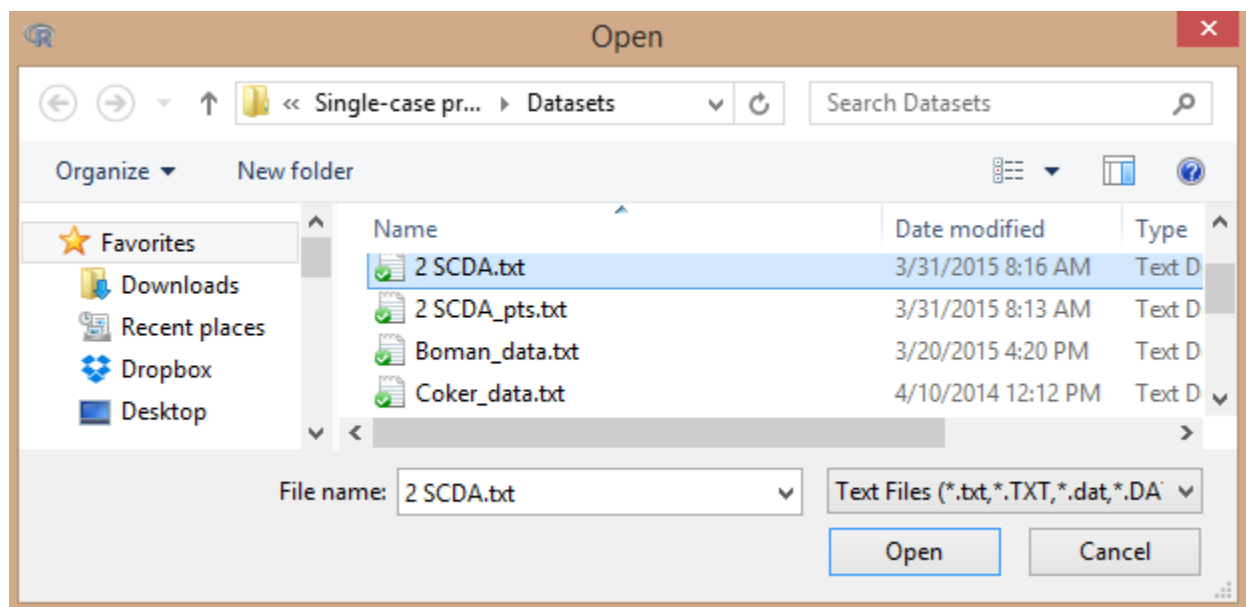 Open
« Single-case pr... Datasets Search Datasets
Organize New folder
Favorites
Downloads
Recent places
Dropbox
Desktop
Name Date modified Type
2 SCDA.txt 3/31/2015 8:16 AM Text D
2 SCDA_pts.txt 3/31/2015 8:13 AM Text D
Boman_data.txt 3/20/2015 4:20 PM Text D
Coker_data.txt 4/10/2014 12:12 PM Text D
File name: 2 SCDA.txt Text Files (*.txt,*.TXT,*.dat,*.DA
Open Cancel